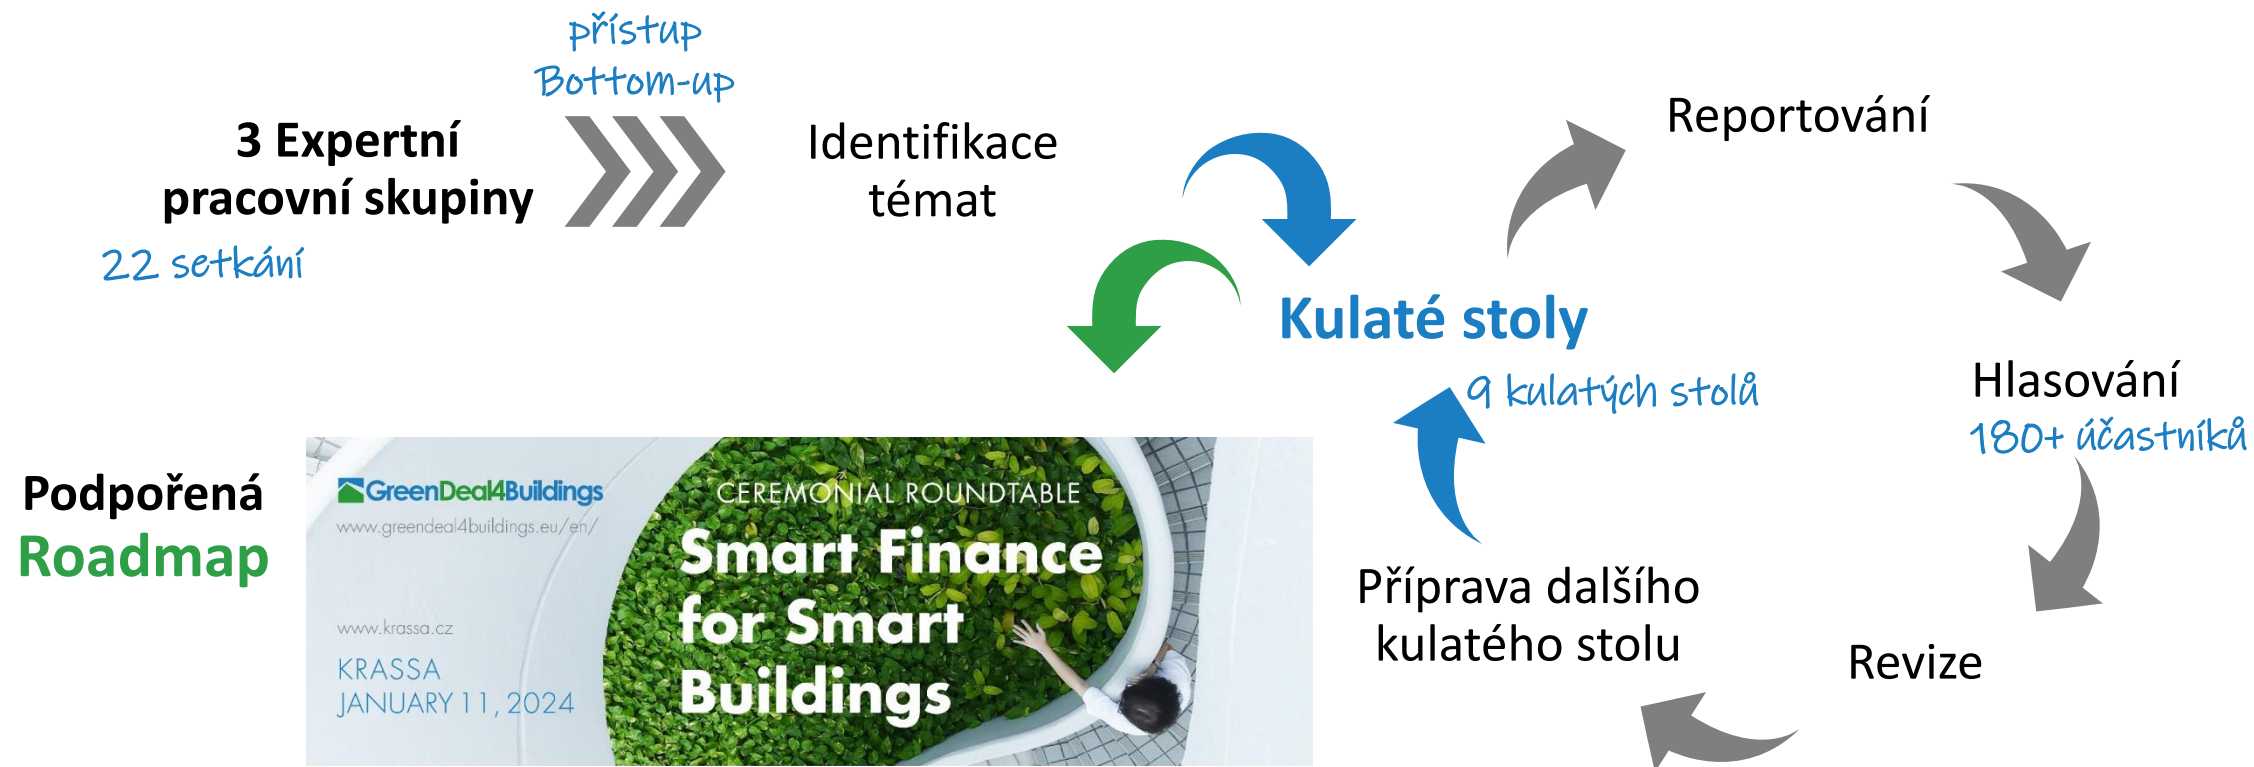 přístup
Bottom-up
3 Expertní
pracovní skupiny
22 setkání
Identifikace
témat
Kulaté stoly
9 kulatých stolů
Reportování
Hlasování
180+ účastníků
Revize
Příprava dalšího
kulatého stolu
Podpořená
Roadmap
GreenDeal4Buildings
www.greendeal4buildings.eu/en/
www.krassa.cz
KRASSA
JANUARY 11, 2024
CEREMONIAL ROUNDTABLE
Smart Finance
for Smart
Buildings